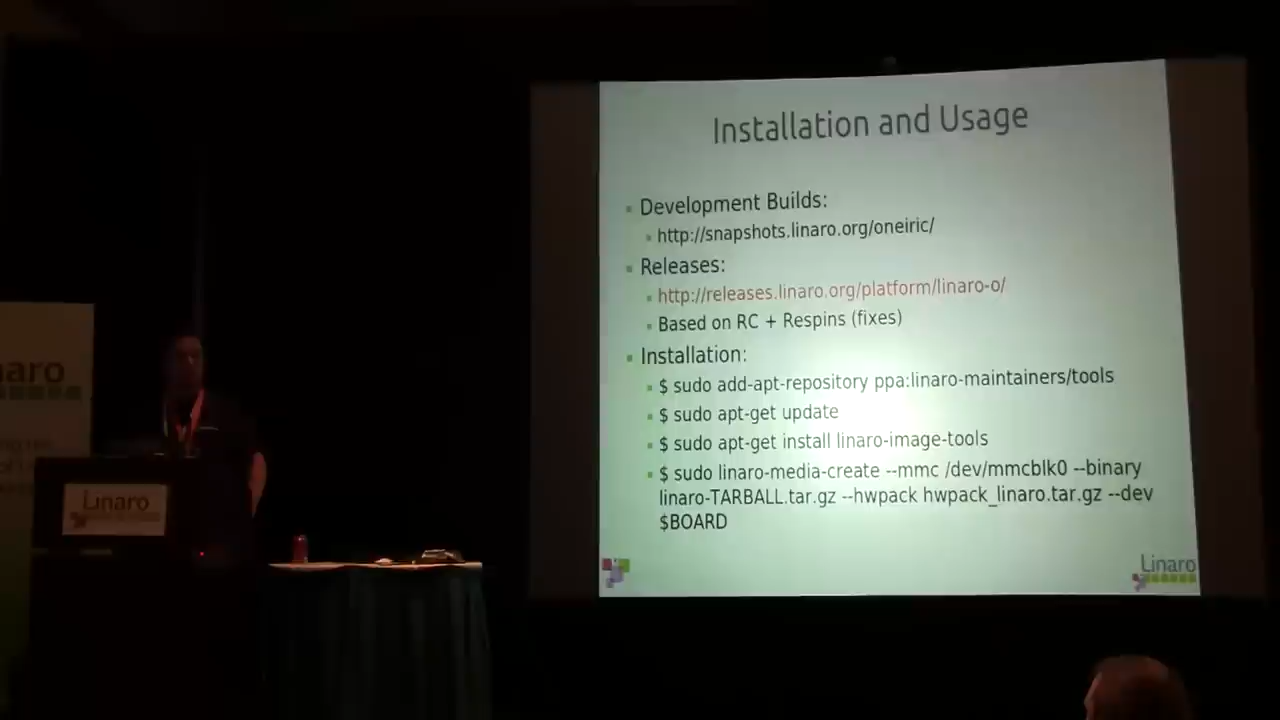 Installation and Usage
Development Builds:
http://snapshots.linaro.org/oneiric/
Releases:
http://releases.linaro.org/platform/linaro-o/
Based on RC + Respins (fixes)
Installation:
$ sudo add-apt-repository ppa:linaro-maintainers/tools
$ sudo apt-get update
$ sudo apt-get install linaro-image-tools
$ sudo linaro-media-create --mmc /dev/mmcblk0 --binary
linaro-TARBALL.tar.gz --hwpack hwpack_linaro.tar.gz --dev
$BOARD
Linaro
naro
Linaro